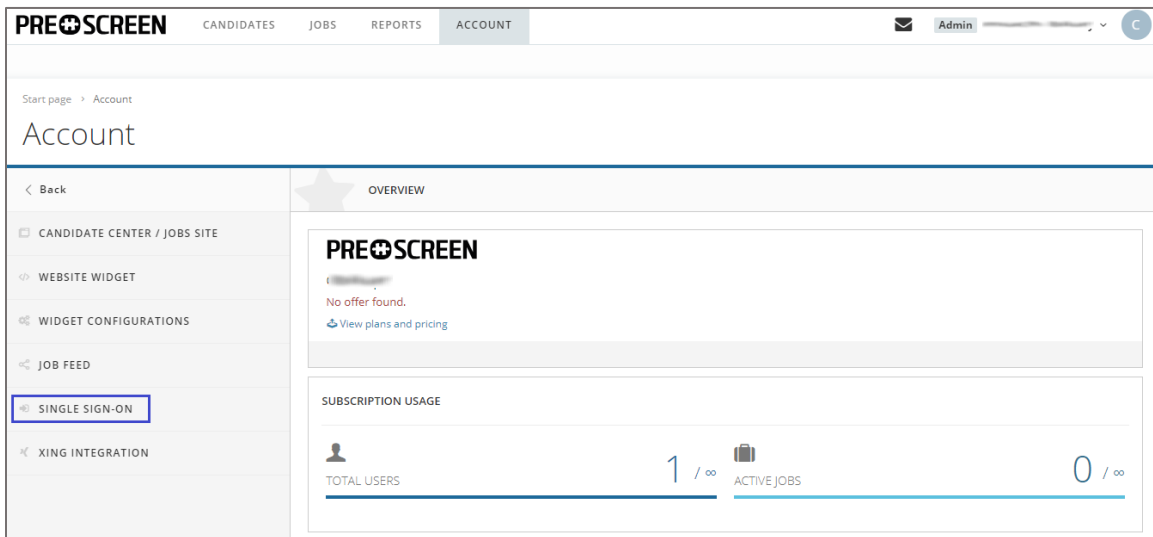 PRESCREEN CANDIDATES JOBS REPORTS ACCOUNT Admin C
Start page > Account
Account
< Back
OVERVIEW
CANDIDATE CENTER / JOBS SITE
WEBSITE WIDGET
WIDGET CONFIGURATIONS
JOB FEED
SINGLE SIGN-ON
XING INTEGRATION
PRESCREEN
No offer found.
View plans and pricing
SUBSCRIPTION USAGE
TOTAL USERS 1 / ∞
ACTIVE JOBS 0 / ∞